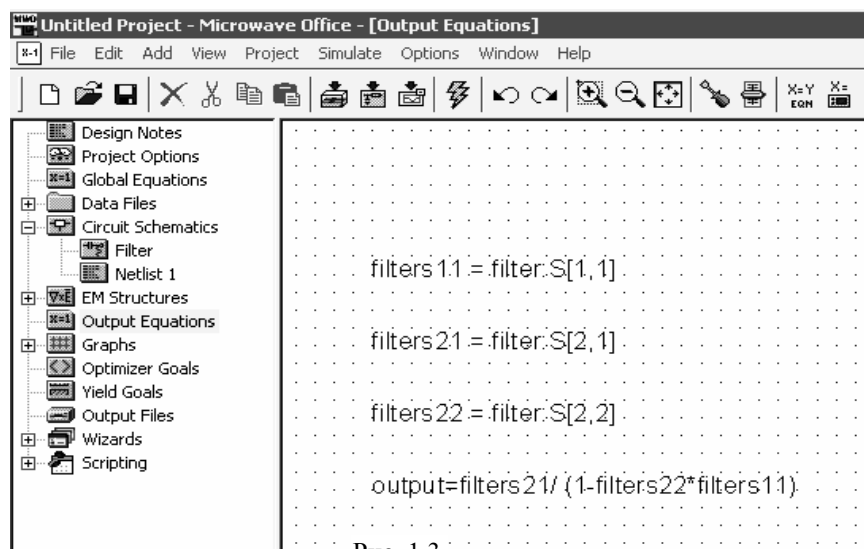 Untitled Project - Microwave Office - [Output Equations]
File Edit Add View Project Simulate Options Window Help
X=Y EQN X=
Design Notes
Project Options
Global Equations
Data Files
Circuit Schematics
Filter
Netlist 1
EM Structures
Output Equations
Graphs
Optimizer Goals
Yield Goals
Output Files
Wizards
Scripting
filters11 = filter:S[1,1]
filters21 = filter:S[2,1]
filters22 = filter:S[2,2]
output=filters21/ (1-filters22*filters11)